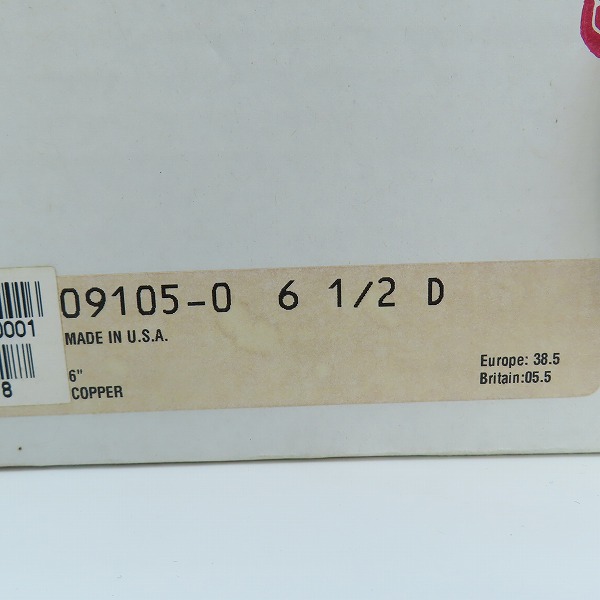 09105-0 6 1/2 D
0001
MADE IN U.S.A.
6"
Europe: 38.5
8
COPPER
Britain:05.5